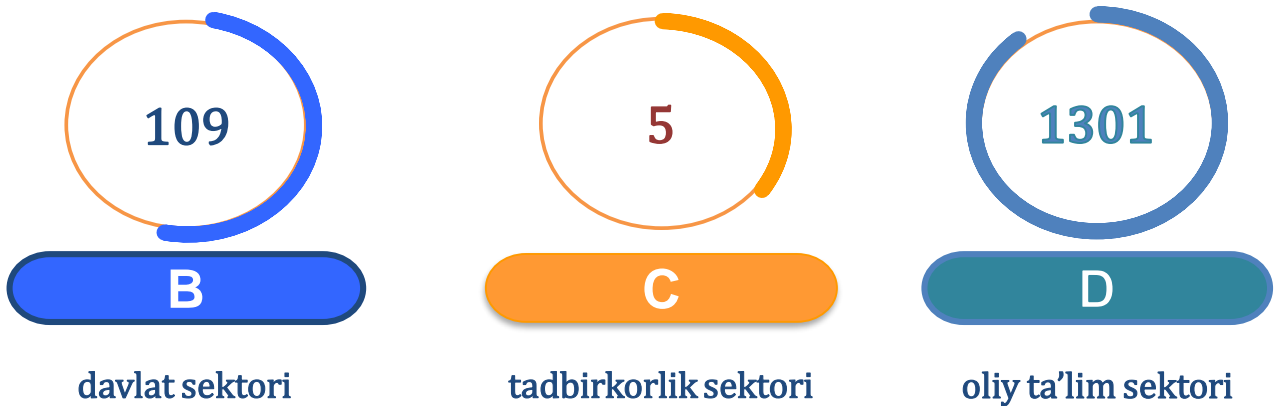 109
5
1301
B
C
D
davlat sektori
tadbirkorlik sektori
oliy ta’lim sektori